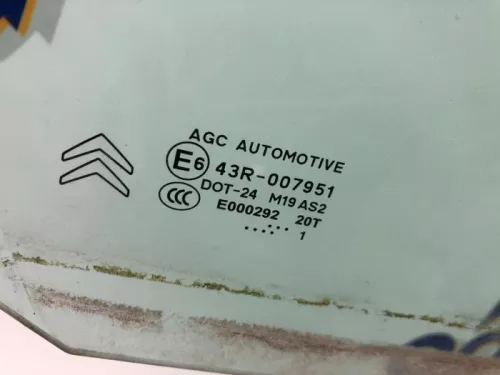 AGC AUTOMOTIVE
E6 43R-007951
CCC DOT-24 M19 AS2
E000292 20T
1